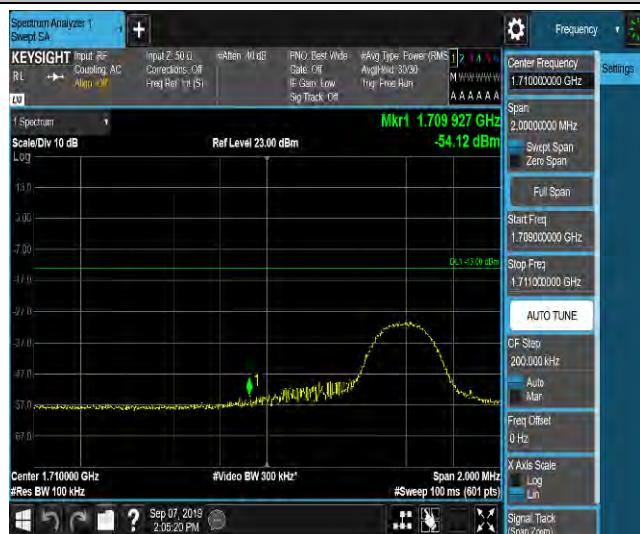 Spectrum Analyzer 1
Swept SA
Frequency
KEYSIGHT
RL
Input: RF
Coupling: AC
Align: Off
Input Z: 50 Ω
Corrections: Off
Freq Ref: Int (S)
#Atten: 40 dB
PNO: Best Wide
Gate: Off
IF Gain: Low
Sig Track: Off
#Avg Type: Power (RMS
Avg|Hold: 30/30
Trig: Free Run
M W W W W W
A A A A A A
LM
1 Spectrum
Scale/Div 10 dB
Ref Level 23.00 dBm
Mkr1 1.709 927 GHz
-54.12 dBm
Log
13.0
3.00
-7.00
-17.0
-27.0
-37.0
-47.0
-57.0
-67.0
DL1 -13.00 dBm
1
Center 1.710000 GHz
#Res BW 100 kHz
#Video BW 300 kHz*
Span 2.000 MHz
#Sweep 100 ms (601 pts)
Center Frequency
1.710000000 GHz
Settings
Span
2.00000000 MHz
Swept Span
Zero Span
Full Span
Start Freq
1.709000000 GHz
Stop Freq
1.711000000 GHz
AUTO TUNE
CF Step
200.000 kHz
Auto
Man
Freq Offset
0 Hz
X Axis Scale
Log
Lin
Signal Track
(Span Zoom)
?
Sep 07, 2019
2:05:20 PM